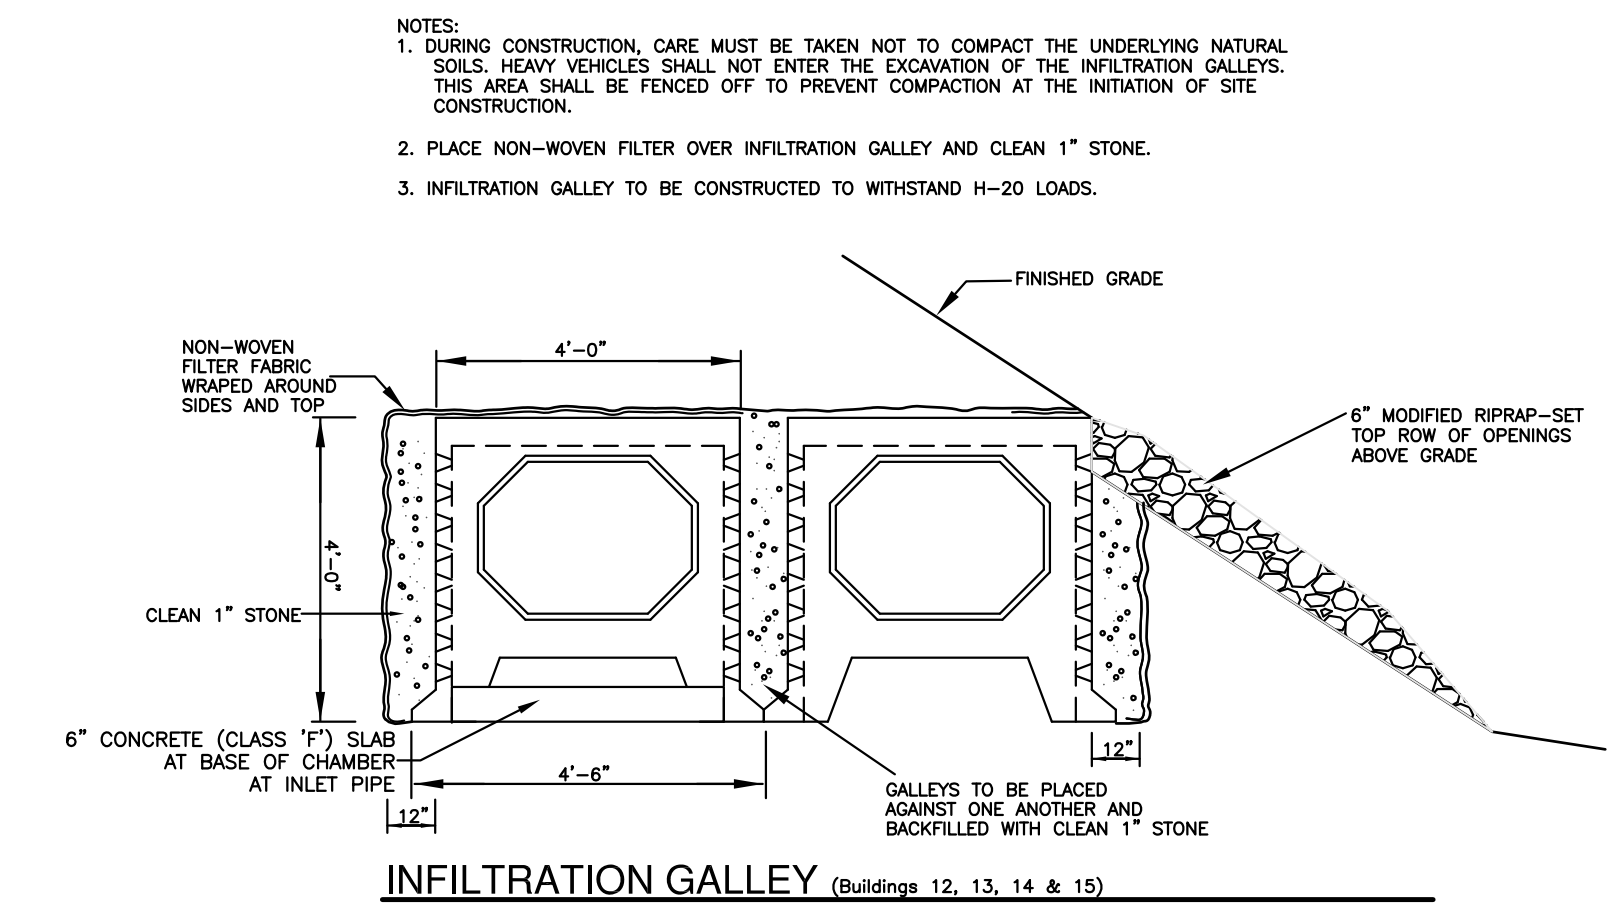 NOTES:
1. DURING CONSTRUCTION, CARE MUST BE TAKEN NOT TO COMPACT THE UNDERLYING NATURAL
SOILS. HEAVY VEHICLES SHALL NOT ENTER THE EXCAVATION OF THE INFILTRATION GALLEYS.
THIS AREA SHALL BE FENCED OFF TO PREVENT COMPACTION AT THE INITIATION OF SITE
CONSTRUCTION.
2. PLACE NON-WOVEN FILTER OVER INFILTRATION GALLEY AND CLEAN 1" STONE.
3. INFILTRATION GALLEY TO BE CONSTRUCTED TO WITHSTAND H-20 LOADS.
FINISHED GRADE
NON-WOVEN
FILTER FABRIC
WRAPED AROUND
SIDES AND TOP
4'-0"
6" MODIFIED RIPRAP-SET
TOP ROW OF OPENINGS
ABOVE GRADE
4'-0"
CLEAN 1" STONE
6" CONCRETE (CLASS 'F') SLAB
AT BASE OF CHAMBER
AT INLET PIPE
4'-6"
12"
12"
GALLEYS TO BE PLACED
AGAINST ONE ANOTHER AND
BACKFILLED WITH CLEAN 1" STONE
INFILTRATION GALLEY (Buildings 12, 13, 14 & 15)